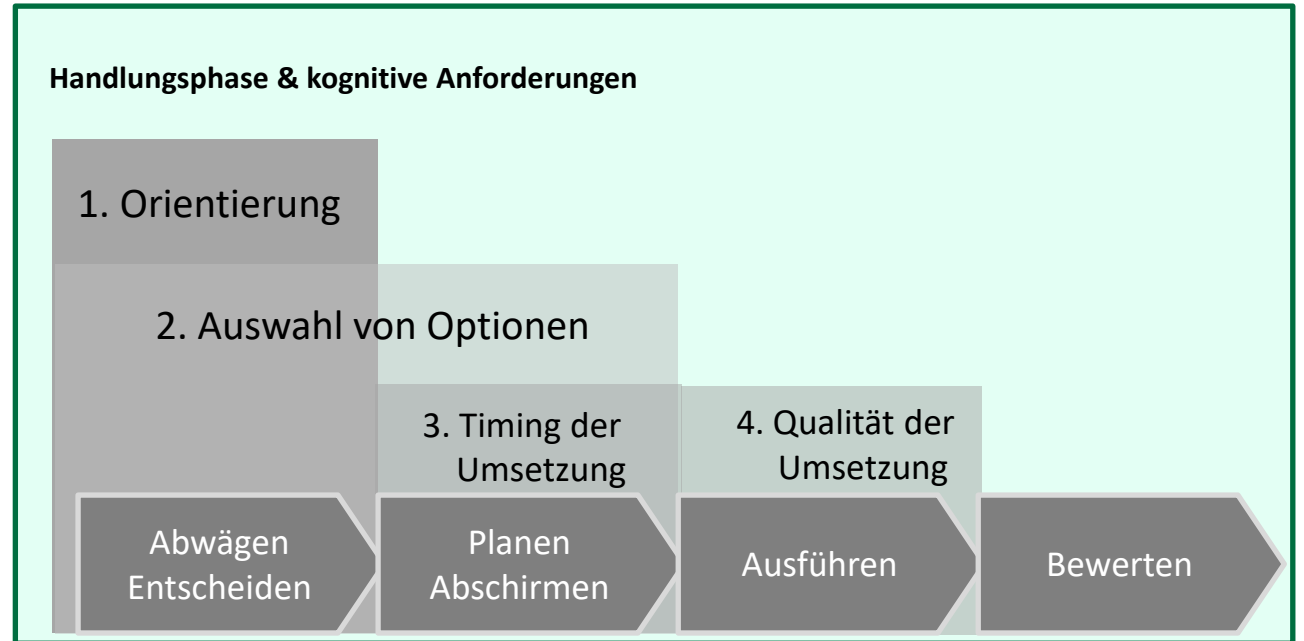 Handlungsphase & kognitive Anforderungen
1. Orientierung
2. Auswahl von Optionen
3. Timing der
Umsetzung
4. Qualität der
Umsetzung
Abwägen
Entscheiden
Planen
Abschirmen
Ausführen
Bewerten